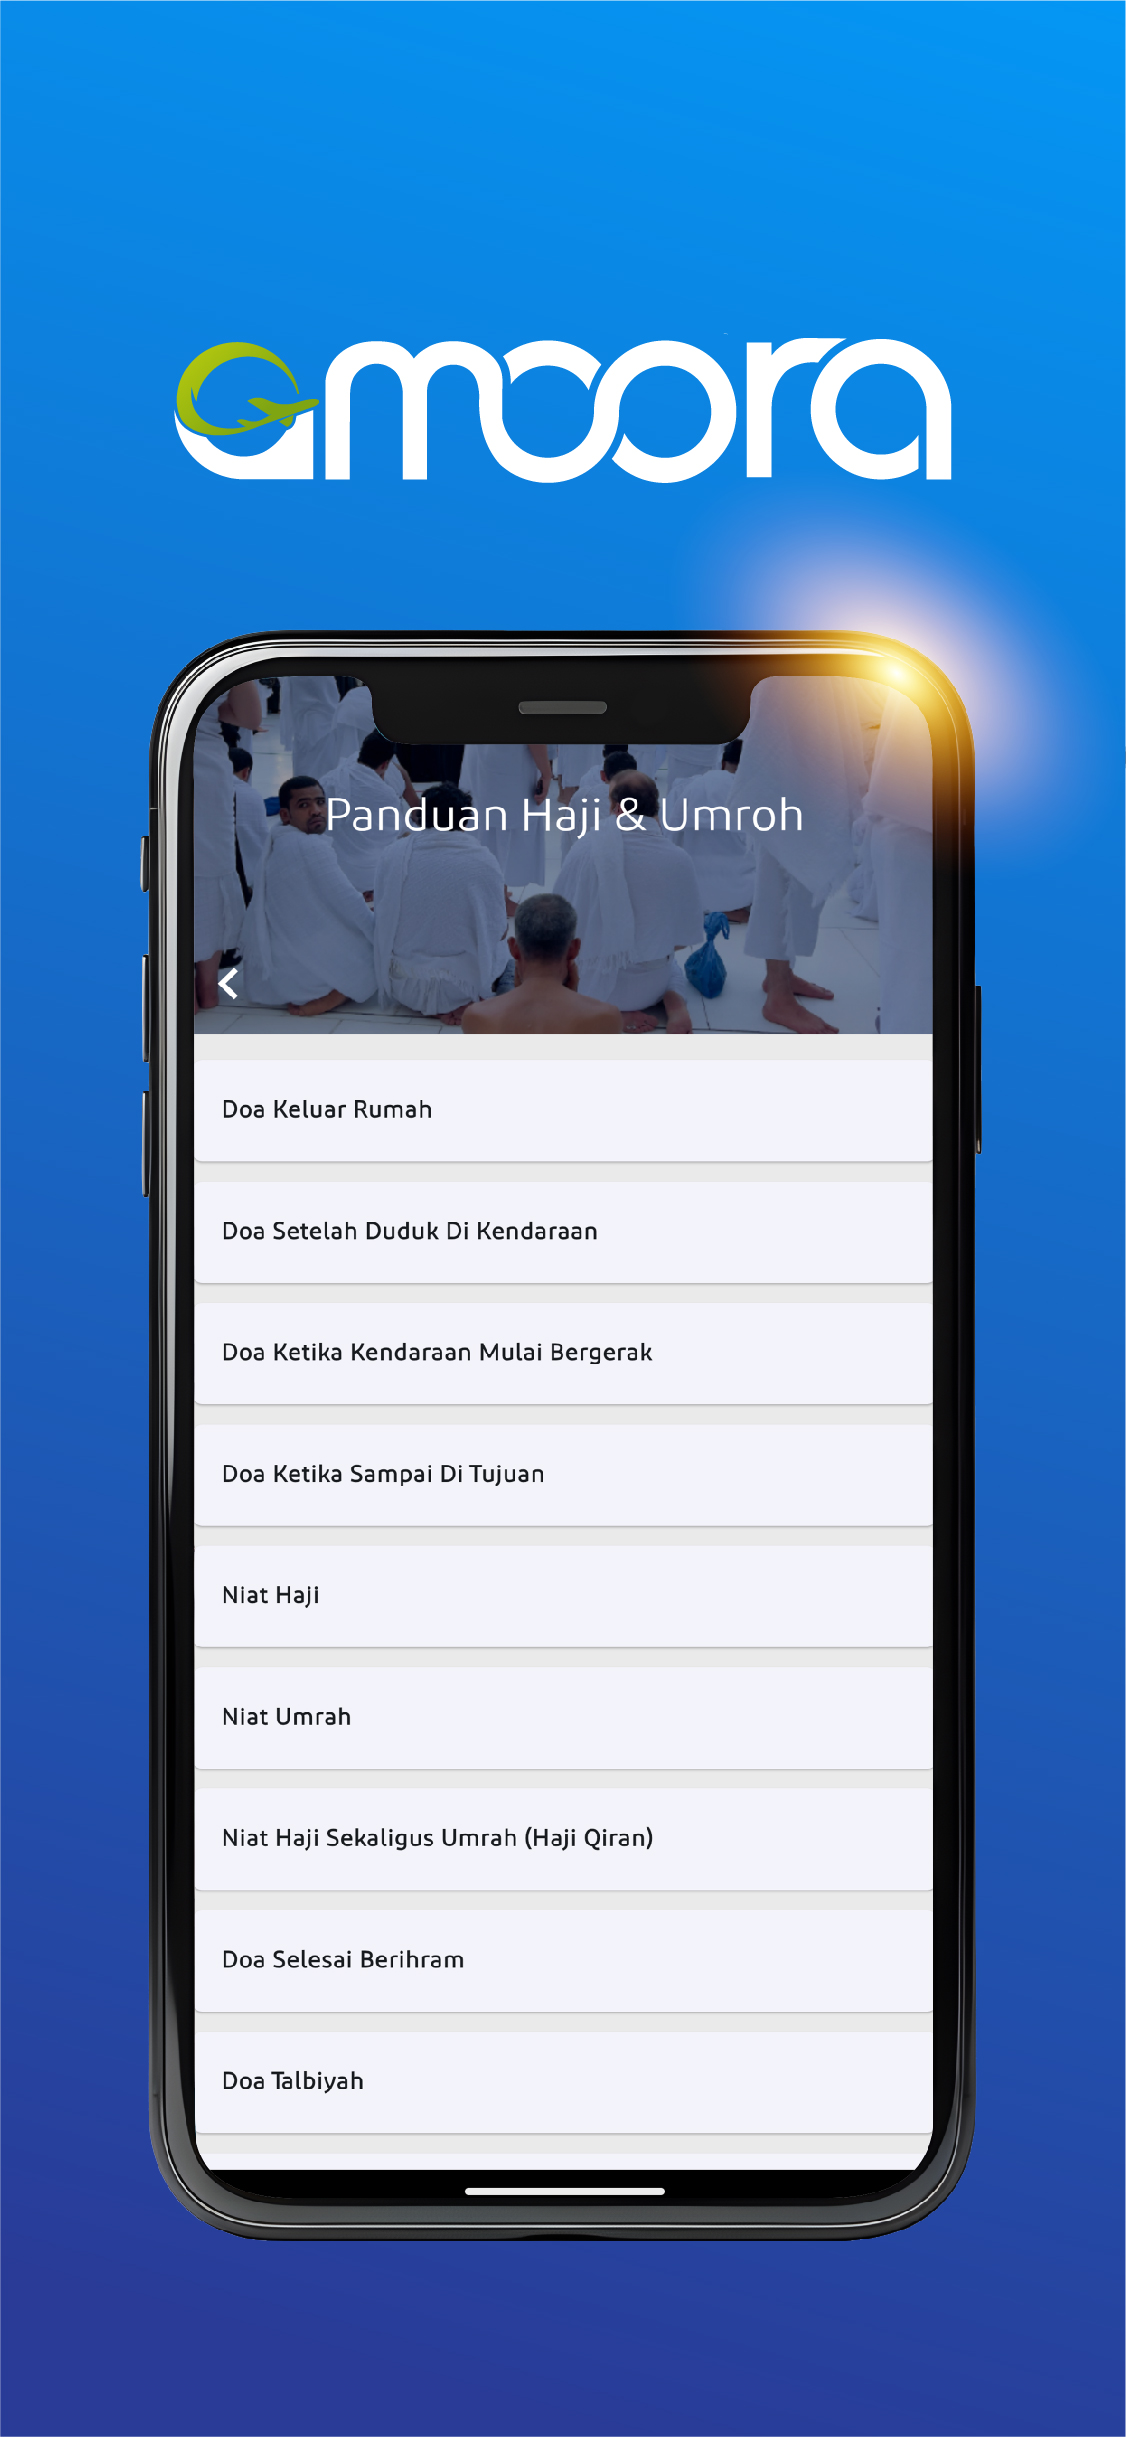 amoora
Panduan Haji & Umroh
Doa Keluar Rumah
Doa Setelah Duduk Di Kendaraan
Doa Ketika Kendaraan Mulai Bergerak
Doa Ketika Sampai Di Tujuan
Niat Haji
Niat Umrah
Niat Haji Sekaligus Umrah (Haji Qiran)
Doa Selesai Berihram
Doa Talbiyah